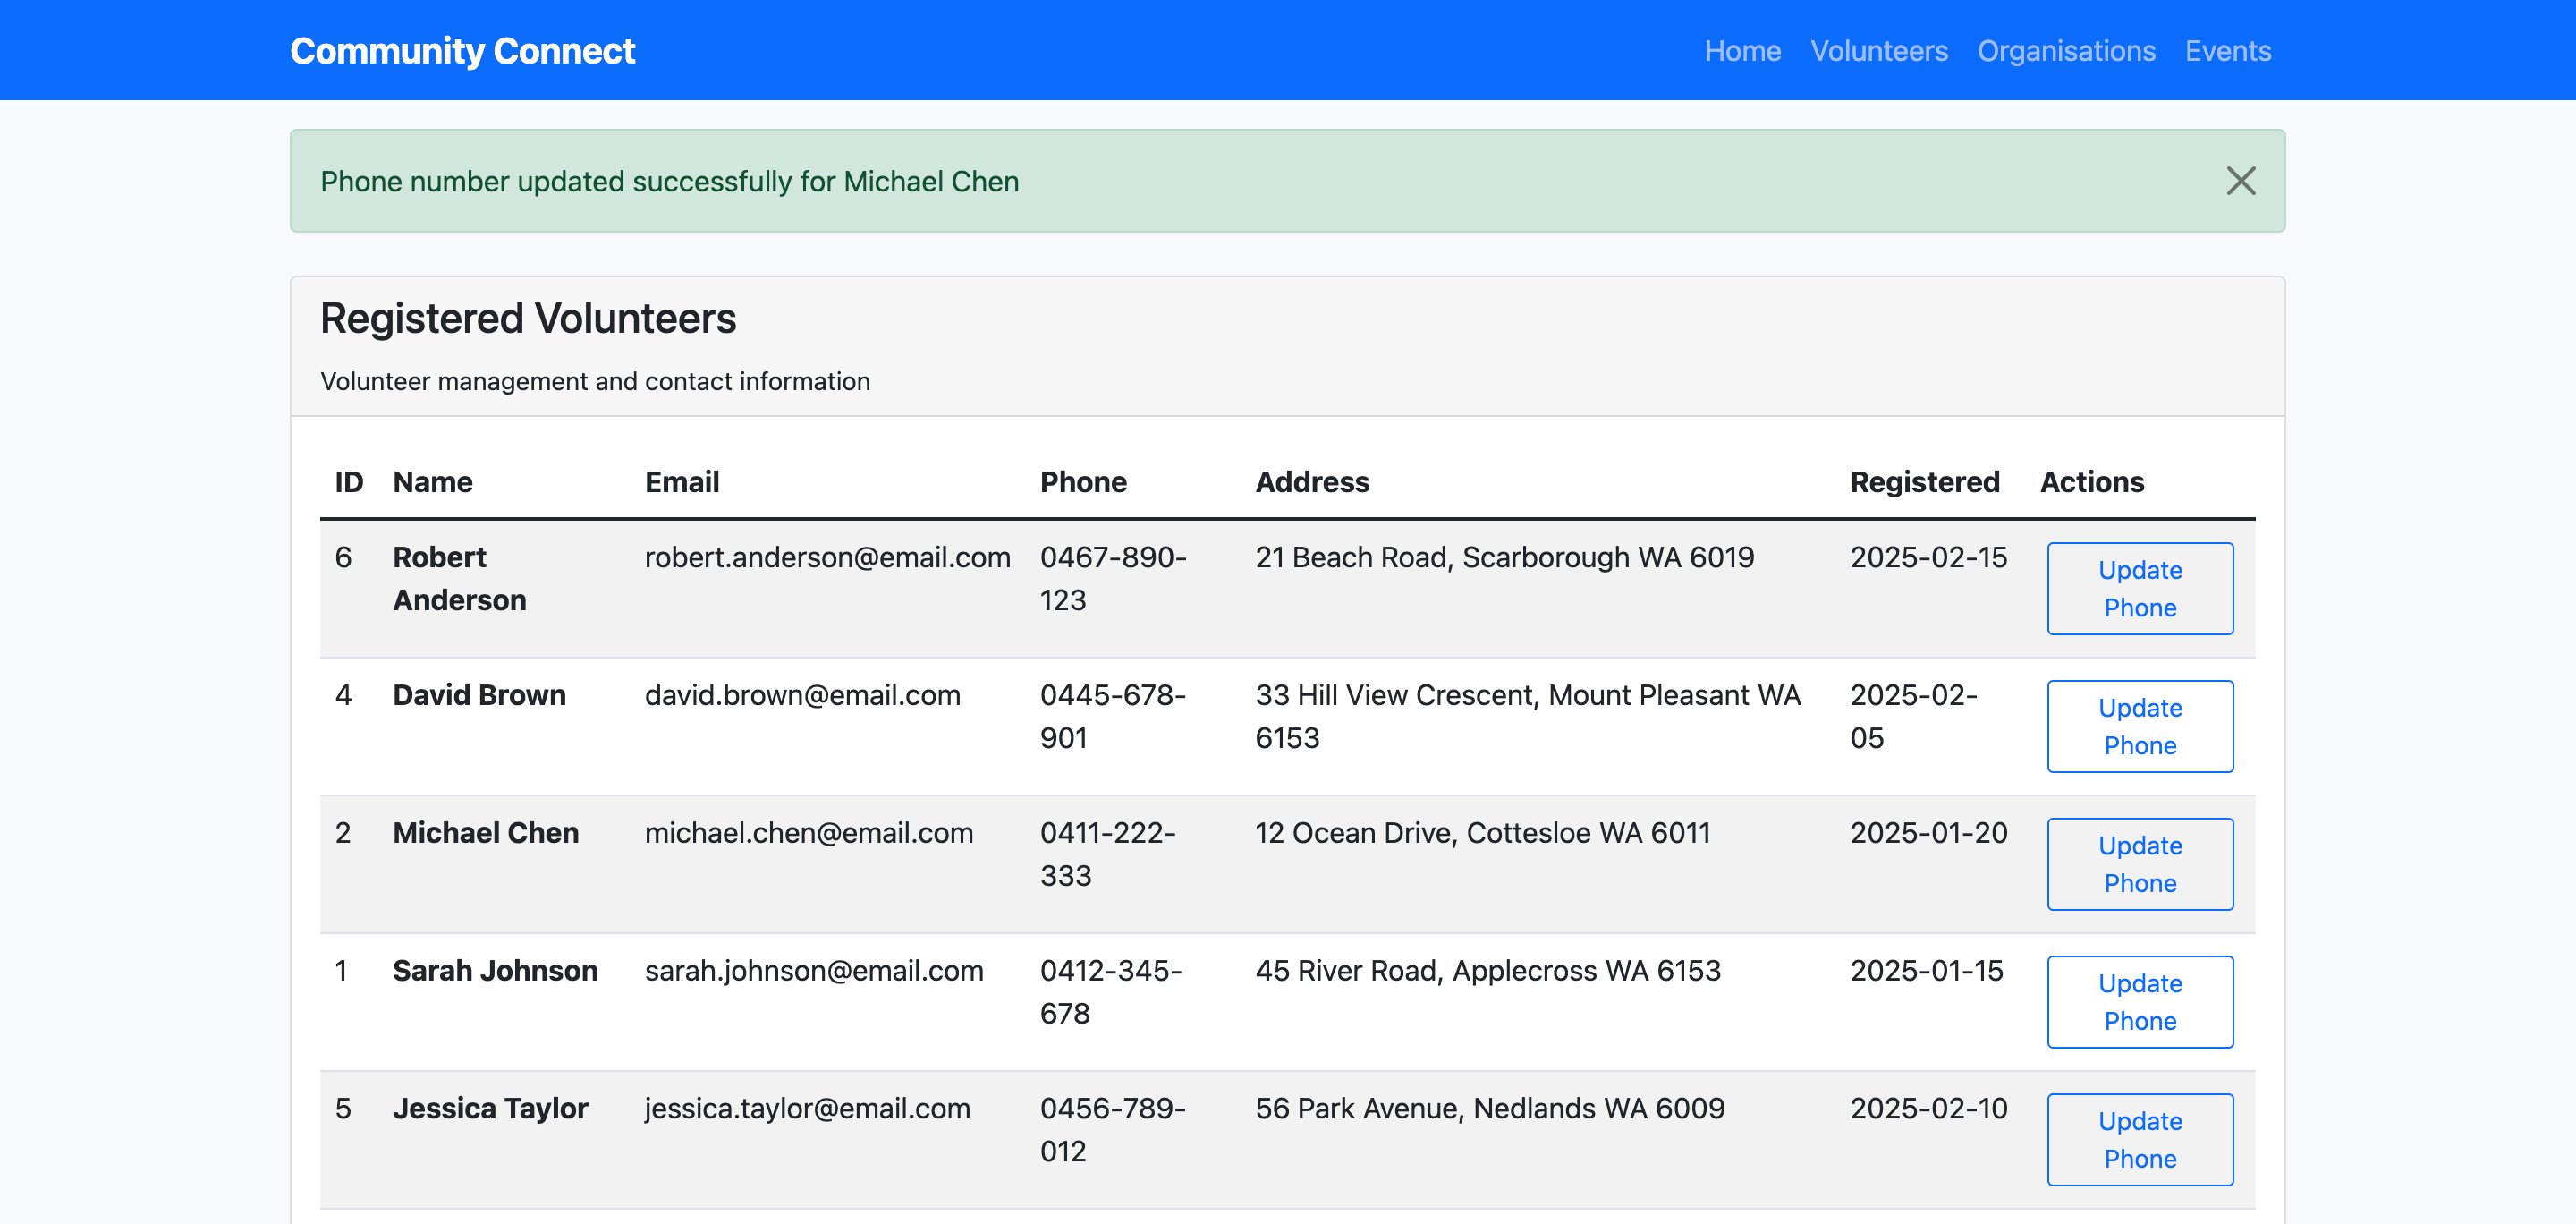 Community Connect
Home Volunteers Organisations Events
Phone number updated successfully for Michael Chen
Registered Volunteers
Volunteer management and contact information
ID Name Email Phone Address Registered Actions
6 Robert robert.anderson@email.com 0467-890- 21 Beach Road, Scarborough WA 6019 2025-02-15 Update
Anderson 123 Phone
4 David Brown david.brown@email.com 0445-678- 33 Hill View Crescent, Mount Pleasant WA 2025-02- Update
901 6153 05 Phone
2 Michael Chen michael.chen@email.com 0411-222- 12 Ocean Drive, Cottesloe WA 6011 2025-01-20 Update
333 Phone
1 Sarah Johnson sarah.johnson@email.com 0412-345- 45 River Road, Applecross WA 6153 2025-01-15 Update
678 Phone
5 Jessica Taylor jessica.taylor@email.com 0456-789- 56 Park Avenue, Nedlands WA 6009 2025-02-10 Update
012 Phone